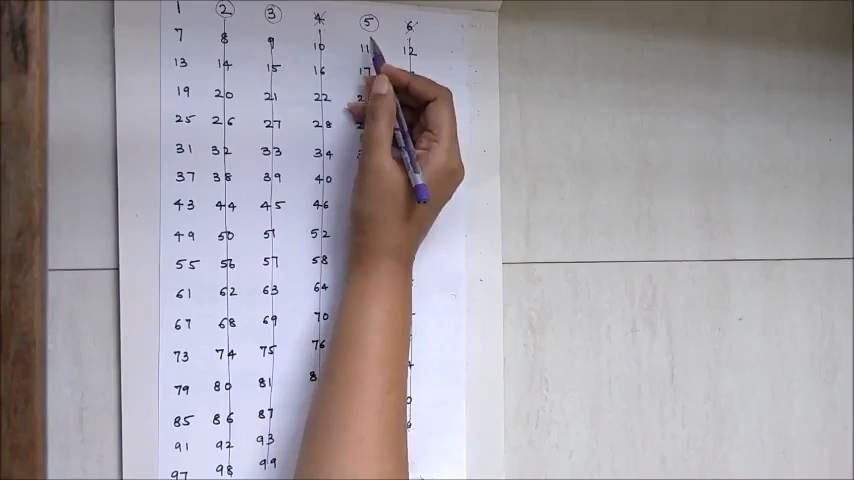 1 2 3 4 5 6
7 8 9 10 11 12
13 14 15 16 17
19 20 21 22
25 26 27 28
31 32 33 34
37 38 39 40
43 44 45 46
49 50 51 52
55 56 57 58
61 62 63 64
67 68 69 70
73 74 75 76
79 80 81
85 86 87
91 92 93
97 98 99